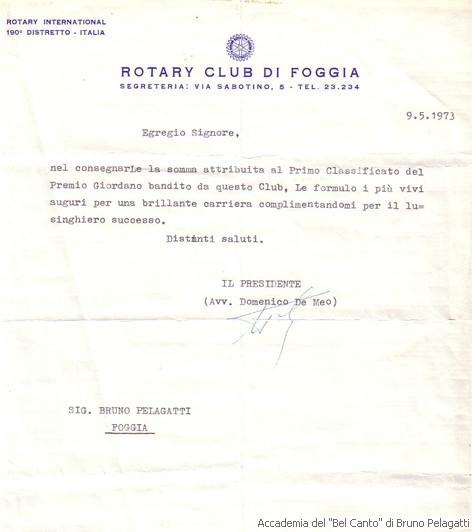 ROTARY INTERNATIONAL
190º DISTRETTO - ITALIA
ROTARY CLUB DI FOGGIA
SEGRETERIA: VIA SABOTINO, 5 - TEL. 23.234
9.5.1973
Egregio Signore,
nel consegnarLe la somma attribuita al Primo Classificato del
Premio Giordano bandito da questo Club, Le formulo i più vivi
auguri per una brillante carriera complimentandomi per il lu=
singhiero successo.
Distinti saluti.
IL PRESIDENTE
(Avv. Domenico De Meo)
SIG. BRUNO PELAGATTI
FOGGIA
Accademia del "Bel Canto" di Bruno Pelagatti